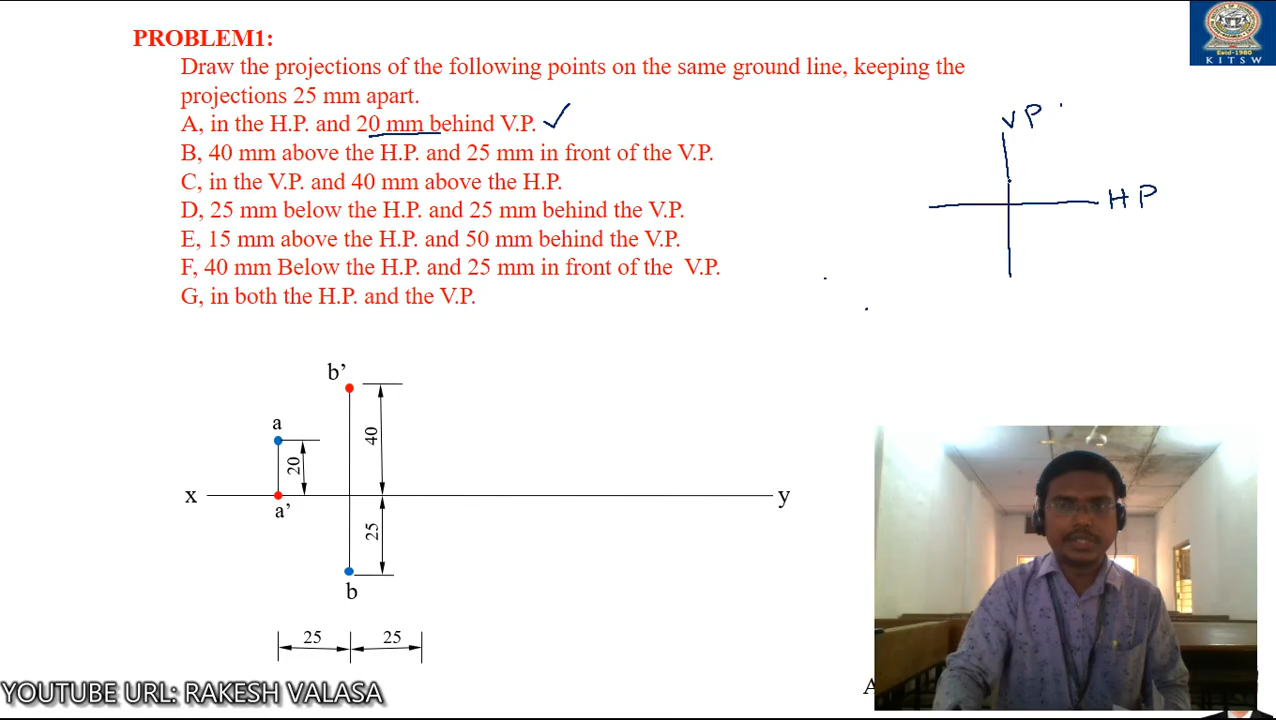 PROBLEM1:
Draw the projections of the following points on the same ground line, keeping the
projections 25 mm apart.
A, in the H.P. and 20 mm behind V.P.
B, 40 mm above the H.P. and 25 mm in front of the V.P.
C, in the V.P. and 40 mm above the H.P.
D, 25 mm below the H.P. and 25 mm behind the V.P.
E, 15 mm above the H.P. and 50 mm behind the V.P.
F, 40 mm Below the H.P. and 25 mm in front of the V.P.
G, in both the H.P. and the V.P.
VP
HP
Estd-1980
KITSW
b’
a
40
20
x
y
a’
25
b
25
25
YOUTUBE URL: RAKESH VALASA
A